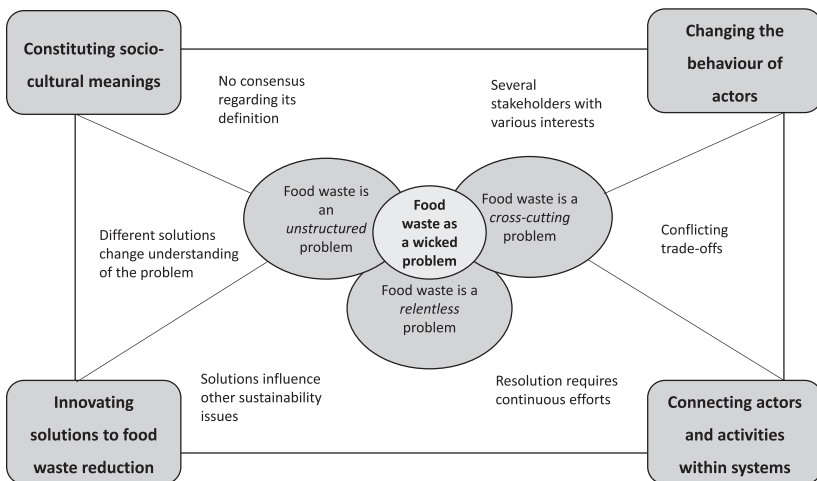 Constituting socio-
cultural meanings
Changing the
behaviour of
actors
No consensus
regarding its
definition
Several
stakeholders with
various interests
Food waste is
an
unstructured
problem
Food
waste as
a wicked
problem
Food waste is a
cross-cutting
problem
Different solutions
change understanding
of the problem
Conflicting
trade-offs
Food waste is a
relentless
problem
Solutions influence
other sustainability
issues
Resolution requires
continuous efforts
Innovating
solutions to food
waste reduction
Connecting actors
and activities
within systems